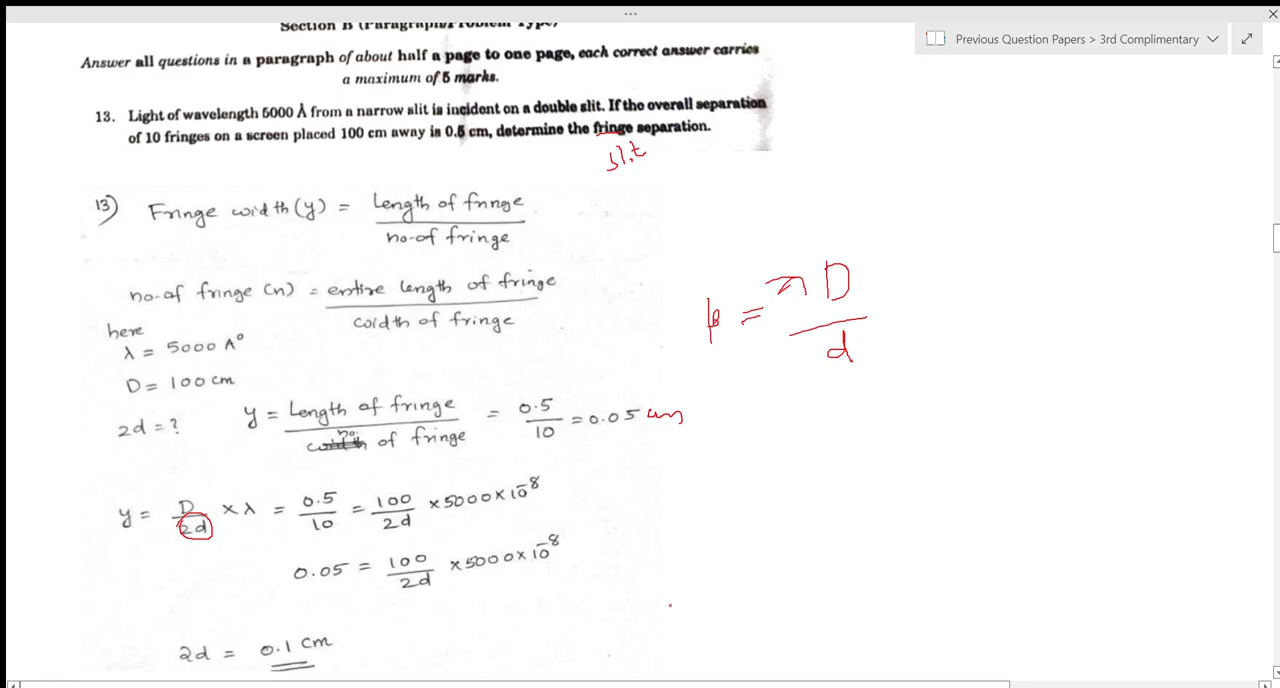 Section B (Paragraph/Problem Type)
Previous Question Papers > 3rd Complimentary
Answer all questions in a paragraph of about half a page to one page, each correct answer carries
a maximum of 5 marks.
13. Light of wavelength 5000 Å from a narrow slit is incident on a double slit. If the overall separation
of 10 fringes on a screen placed 100 cm away is 0.5 cm, determine the fringe separation.
slit
13) Fringe width (y) = Length of fringe / no. of fringe
no. of fringe (n) = entire length of fringe / width of fringe
here
λ = 5000 A°
D = 100 cm
2d = ? y = Length of fringe / no. of fringe = 0.5 / 10 = 0.05 cm
β = λD / d
y = D / 2d × λ = 0.5 / 10 = 100 / 2d × 5000 × 10⁻⁸
0.05 = 100 / 2d × 5000 × 10⁻⁸
2d = 0.1 cm